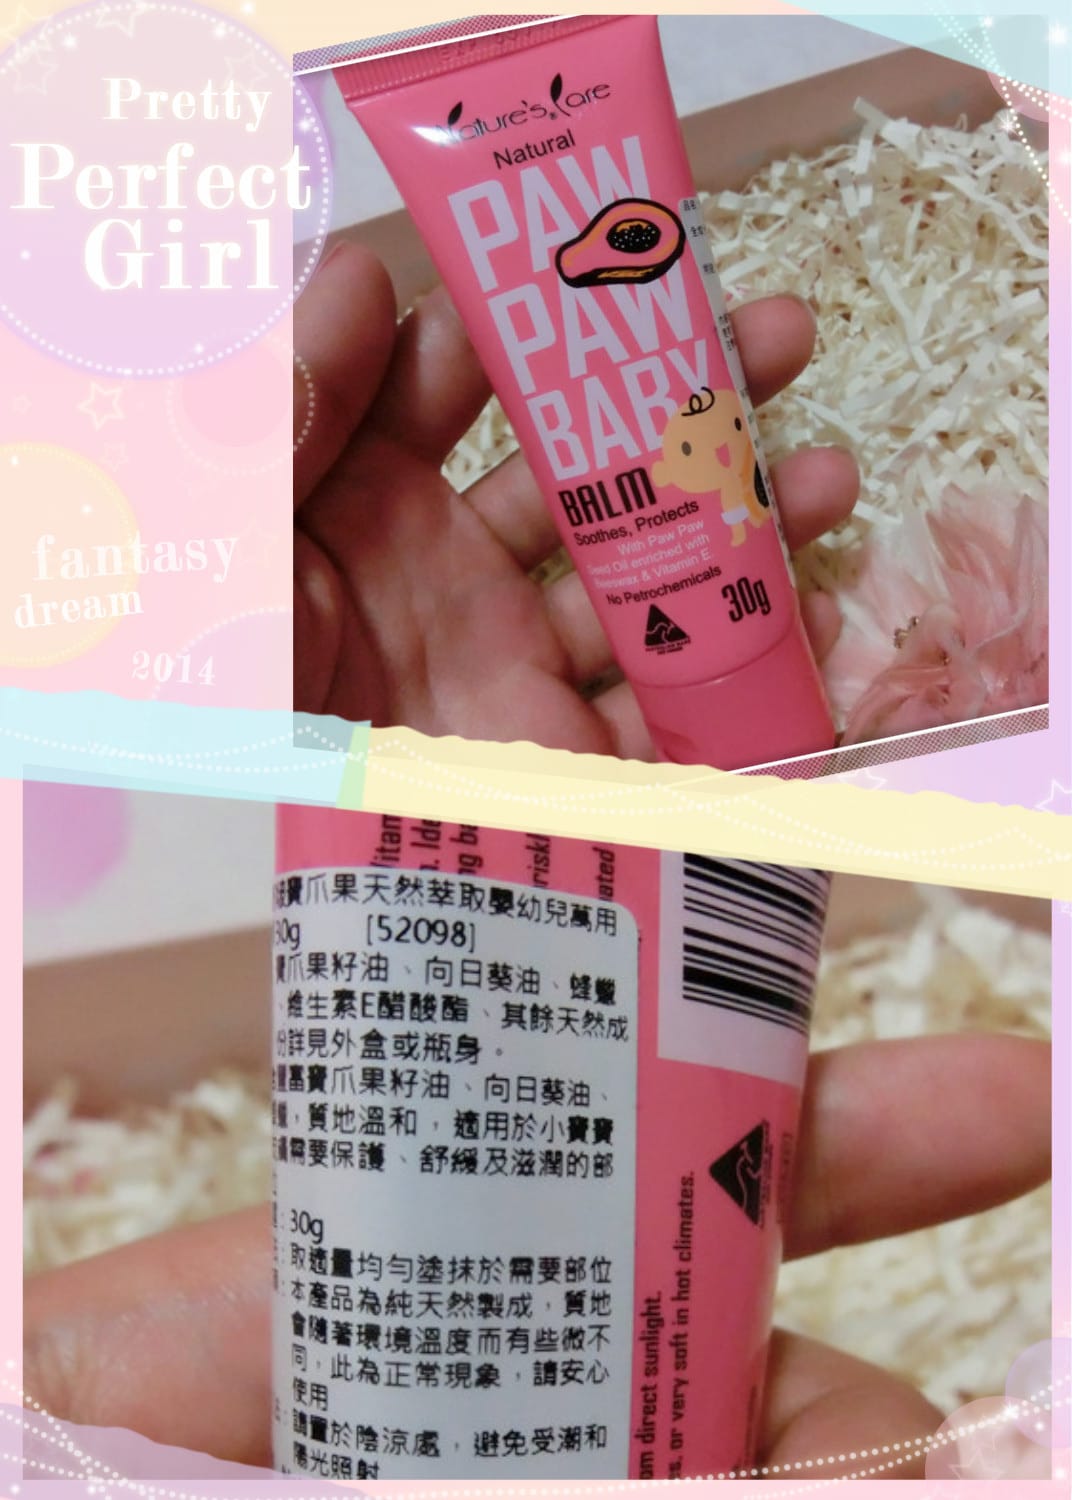 Pretty
Perfect
Girl
fantasy
dream
2014
Nature's Care
Natural
PAW
PAW
BABY
BALM
Soothes, Protects
With Paw Paw
Seed Oil enriched with
Beeswax & Vitamin E.
No Petrochemicals
30g
寶爪果天然萃取嬰幼兒萬用
30g [52098]
寶爪果籽油、向日葵油、蜂蠟
、維生素E醋酸酯、其餘天然成
份詳見外盒或瓶身。
豐富寶爪果籽油、向日葵油、
蠟，質地溫和，適用於小寶寶
膚需要保護、舒緩及滋潤的部
30g
取適量均勻塗抹於需要部位
本產品為純天然製成，質地
會隨著環境溫度而有些微不
同，此為正常現象，請安心
使用
請置於陰涼處，避免受潮和
陽光照射
om direct sunlight.
or very soft in hot climates.